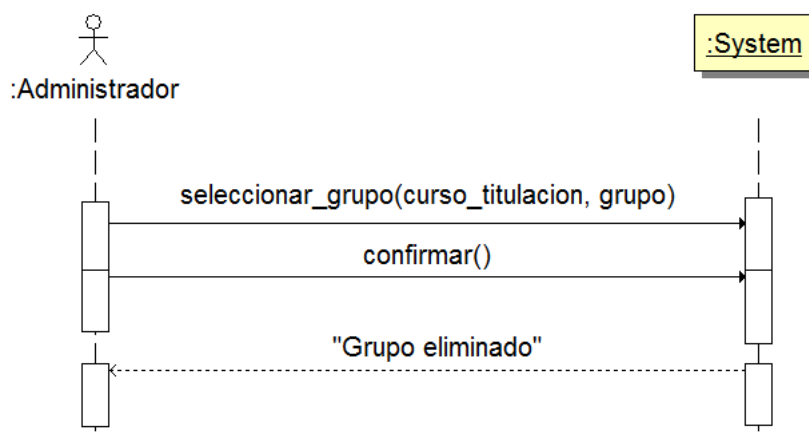 :Administrador
:System
seleccionar_grupo(curso_titulacion, grupo)
confirmar()
"Grupo eliminado"